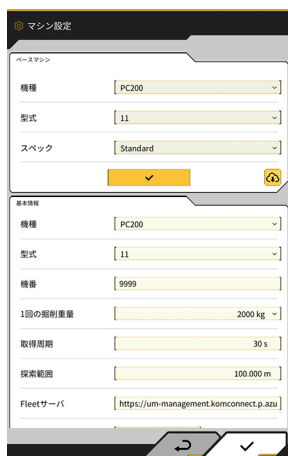 マシン設定
ベースマシン
機種 PC200
型式 11
スペック Standard
基本情報
機種 PC200
型式 11
機番 9999
1回の掘削重量 2000 kg
取得周期 30 s
探索範囲 100.000 m
Fleetサーバ https://um-management.komconnect.p.azu